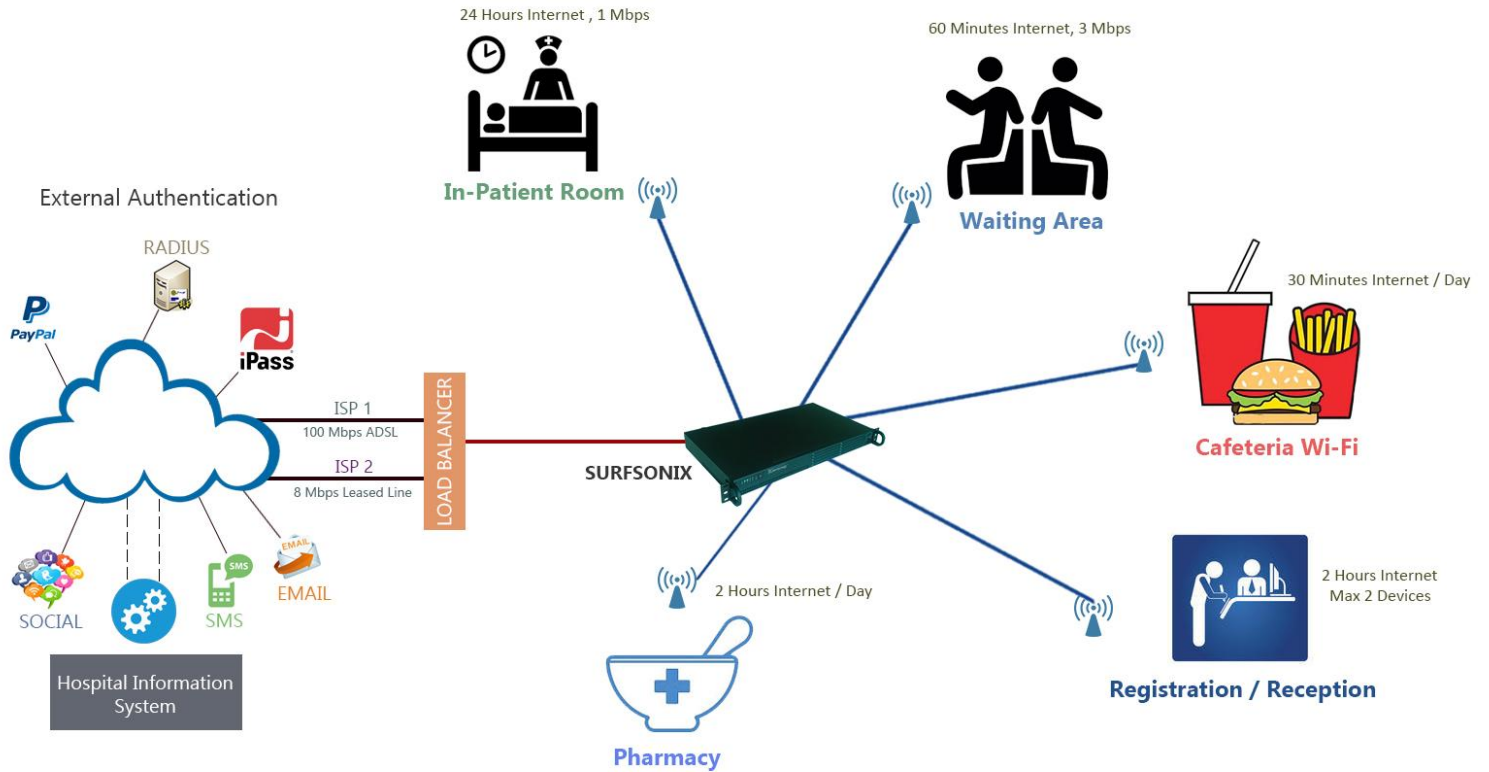 24 Hours Internet , 1 Mbps
60 Minutes Internet, 3 Mbps
In-Patient Room
Waiting Area
External Authentication
RADIUS
PayPal
iPass
30 Minutes Internet / Day
Cafeteria Wi-Fi
ISP 1
100 Mbps ADSL
ISP 2
8 Mbps Leased Line
LOAD BALANCER
SURFSONIX
SOCIAL
SMS
SMS
EMAIL
EMAIL
Hospital Information
System
2 Hours Internet / Day
Pharmacy
2 Hours Internet
Max 2 Devices
Registration / Reception